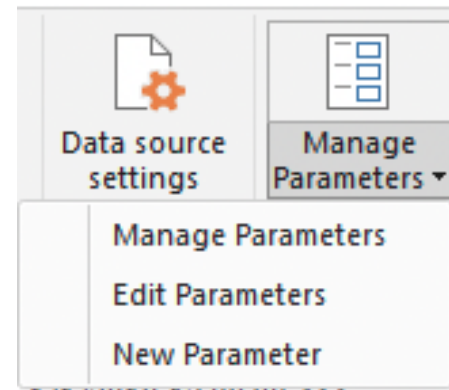 Data source
settings
Manage
Parameters
Manage Parameters
Edit Parameters
New Parameter